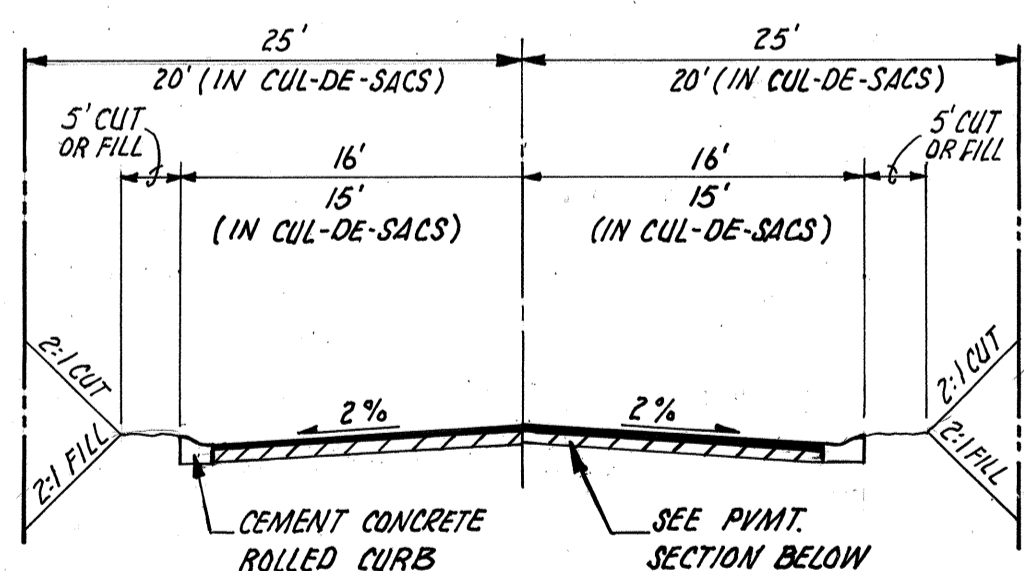 25'
25'
20' (IN CUL-DE-SACS)
20' (IN CUL-DE-SACS)
5' CUT
OR FILL
5' CUT
OR FILL
16'
16'
15'
15'
(IN CUL-DE-SACS)
(IN CUL-DE-SACS)
2:1 CUT
2:1 CUT
2%
2%
2:1 FILL
2:1 FILL
CEMENT CONCRETE
ROLLED CURB
SEE PVMT.
SECTION BELOW